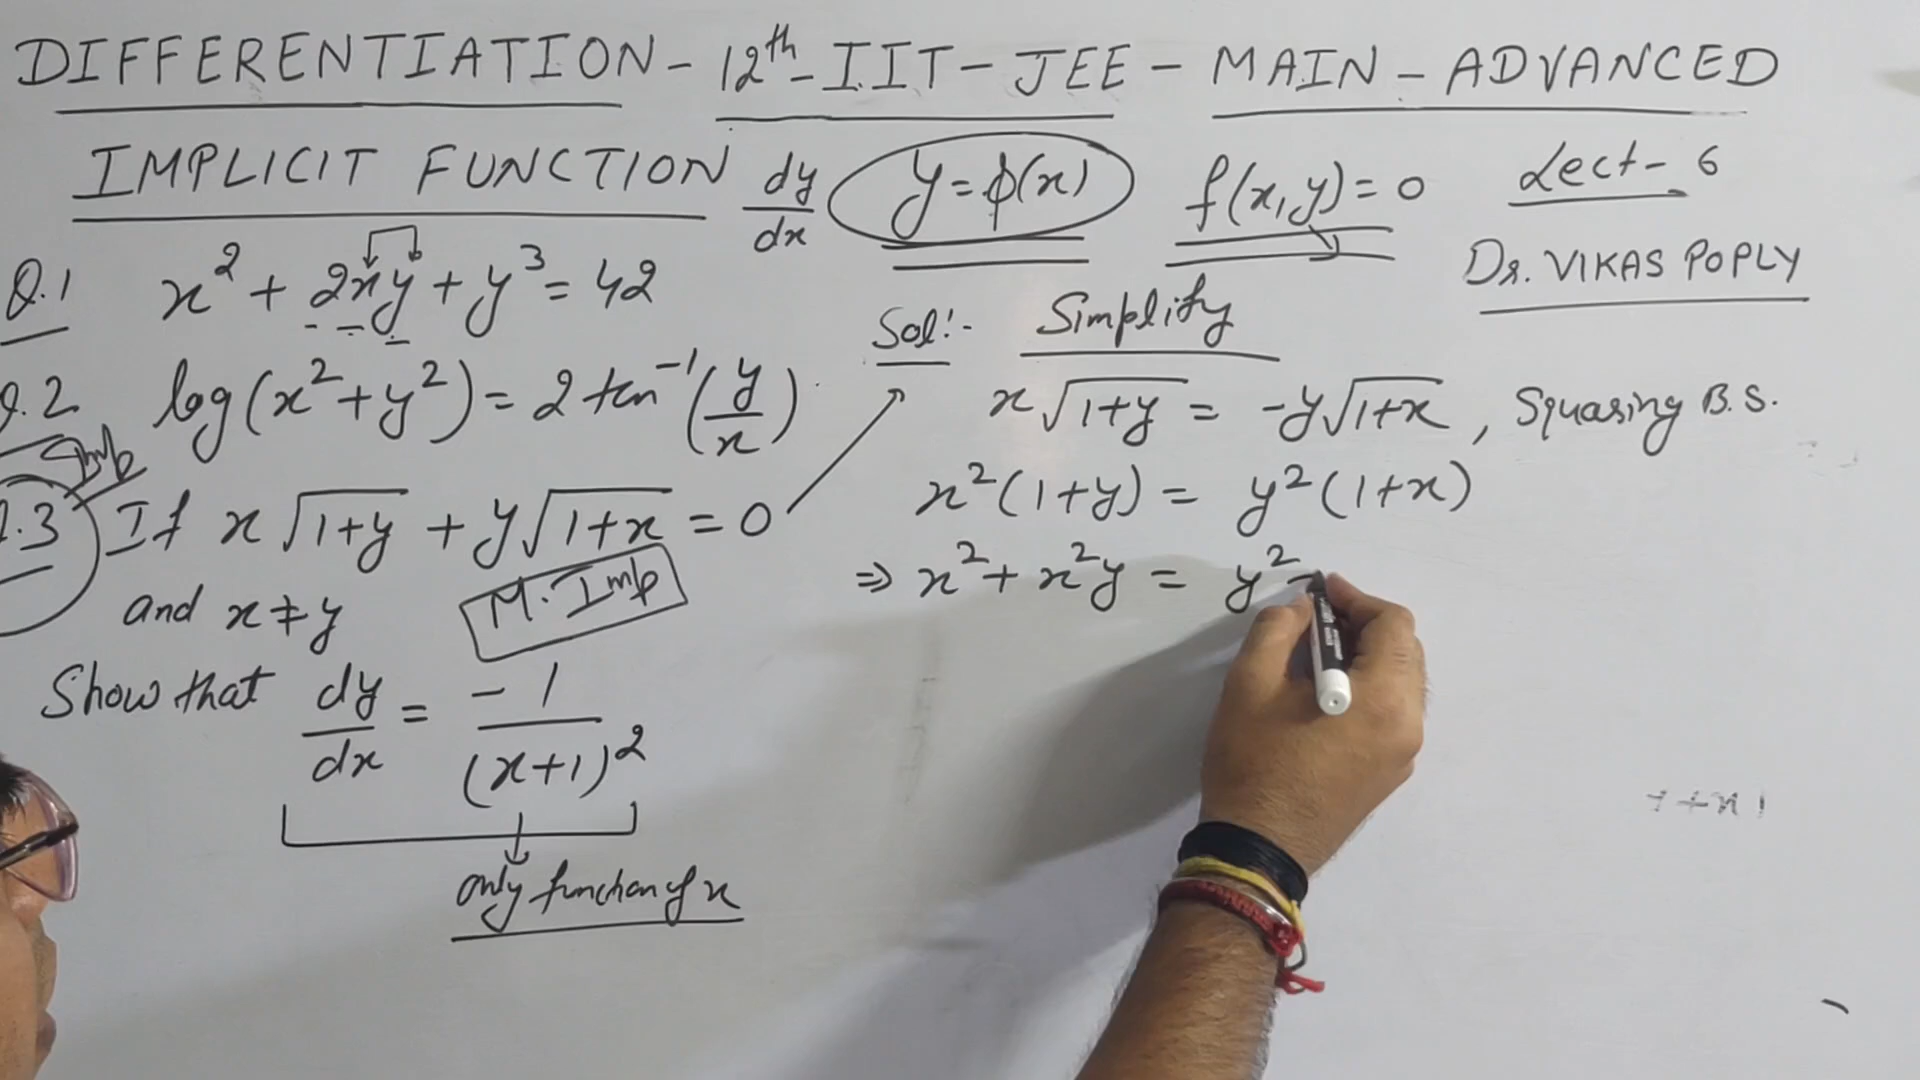 DIFFERENTIATION - 12th - IIT - JEE - MAIN - ADVANCED
IMPLICIT FUNCTION dy/dx y = ϕ(x) f(x,y) = 0 Lect- 6
Dr. VIKAS POPLY
Q.1 x² + 2xy + y³ = 42
Q.2 log(x² + y²) = 2 tan⁻¹(y/x)
Imp
Q.3 If x√(1+y) + y√(1+x) = 0
and x ≠ y
M. Imp
Show that dy/dx = -1/(x+1)²
only function of x
Sol:- Simplify
x√(1+y) = -y√(1+x), Squaring B.S.
x²(1+y) = y²(1+x)
⇒ x² + x²y = y²